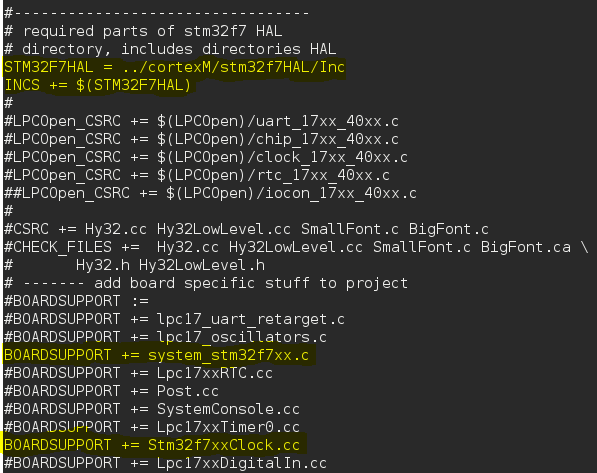 #---------------------------------
# required parts of stm32f7 HAL
# directory, includes directories HAL
STM32F7HAL = ../cortexM/stm32f7HAL/Inc
INCS += $(STM32F7HAL)
#
#LPCOpen_CSRC += $(LPCOpen)/uart_17xx_40xx.c
#LPCOpen_CSRC += $(LPCOpen)/chip_17xx_40xx.c
#LPCOpen_CSRC += $(LPCOpen)/clock_17xx_40xx.c
#LPCOpen_CSRC += $(LPCOpen)/rtc_17xx_40xx.c
##LPCOpen_CSRC += $(LPCOpen)/iocon_17xx_40xx.c
#
#CSRC += Hy32.cc Hy32LowLevel.cc SmallFont.c BigFont.c
#CHECK_FILES +=  Hy32.cc Hy32LowLevel.cc SmallFont.c BigFont.ca \
#       Hy32.h Hy32LowLevel.h
# ------- add board specific stuff to project
#BOARDSUPPORT :=
#BOARDSUPPORT += lpc17_uart_retarget.c
#BOARDSUPPORT += lpc17_oscillators.c
BOARDSUPPORT += system_stm32f7xx.c
#BOARDSUPPORT += Lpc17xxRTC.cc
#BOARDSUPPORT += Post.cc
#BOARDSUPPORT += SystemConsole.cc
#BOARDSUPPORT += Lpc17xxTimer0.cc
BOARDSUPPORT += Stm32f7xxClock.cc
#BOARDSUPPORT += Lpc17xxDigitalIn.cc